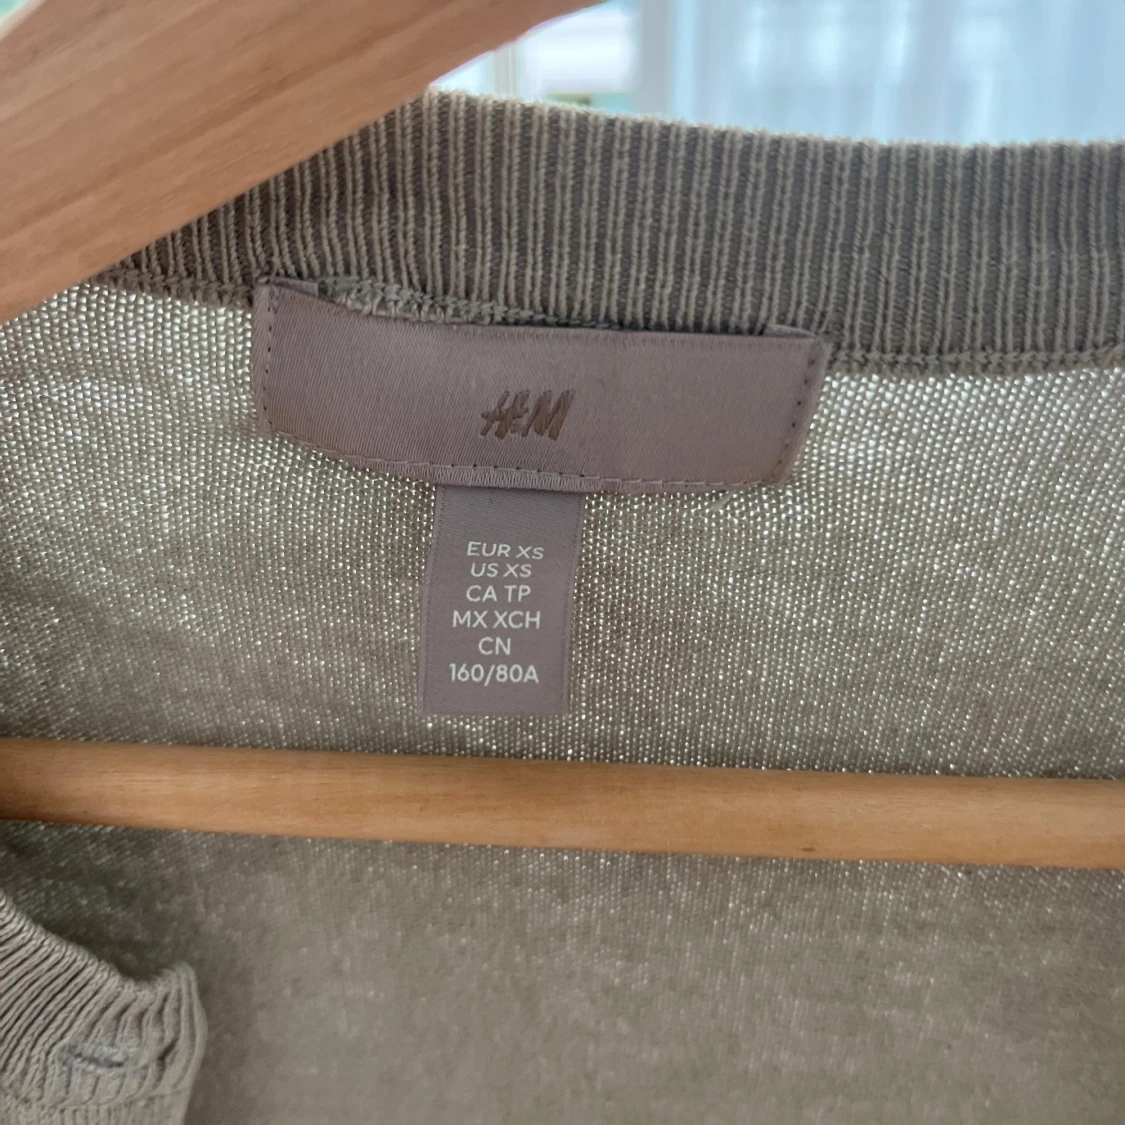 H&M
EUR XS
US XS
CA TP
MX XCH
CN
160/80A